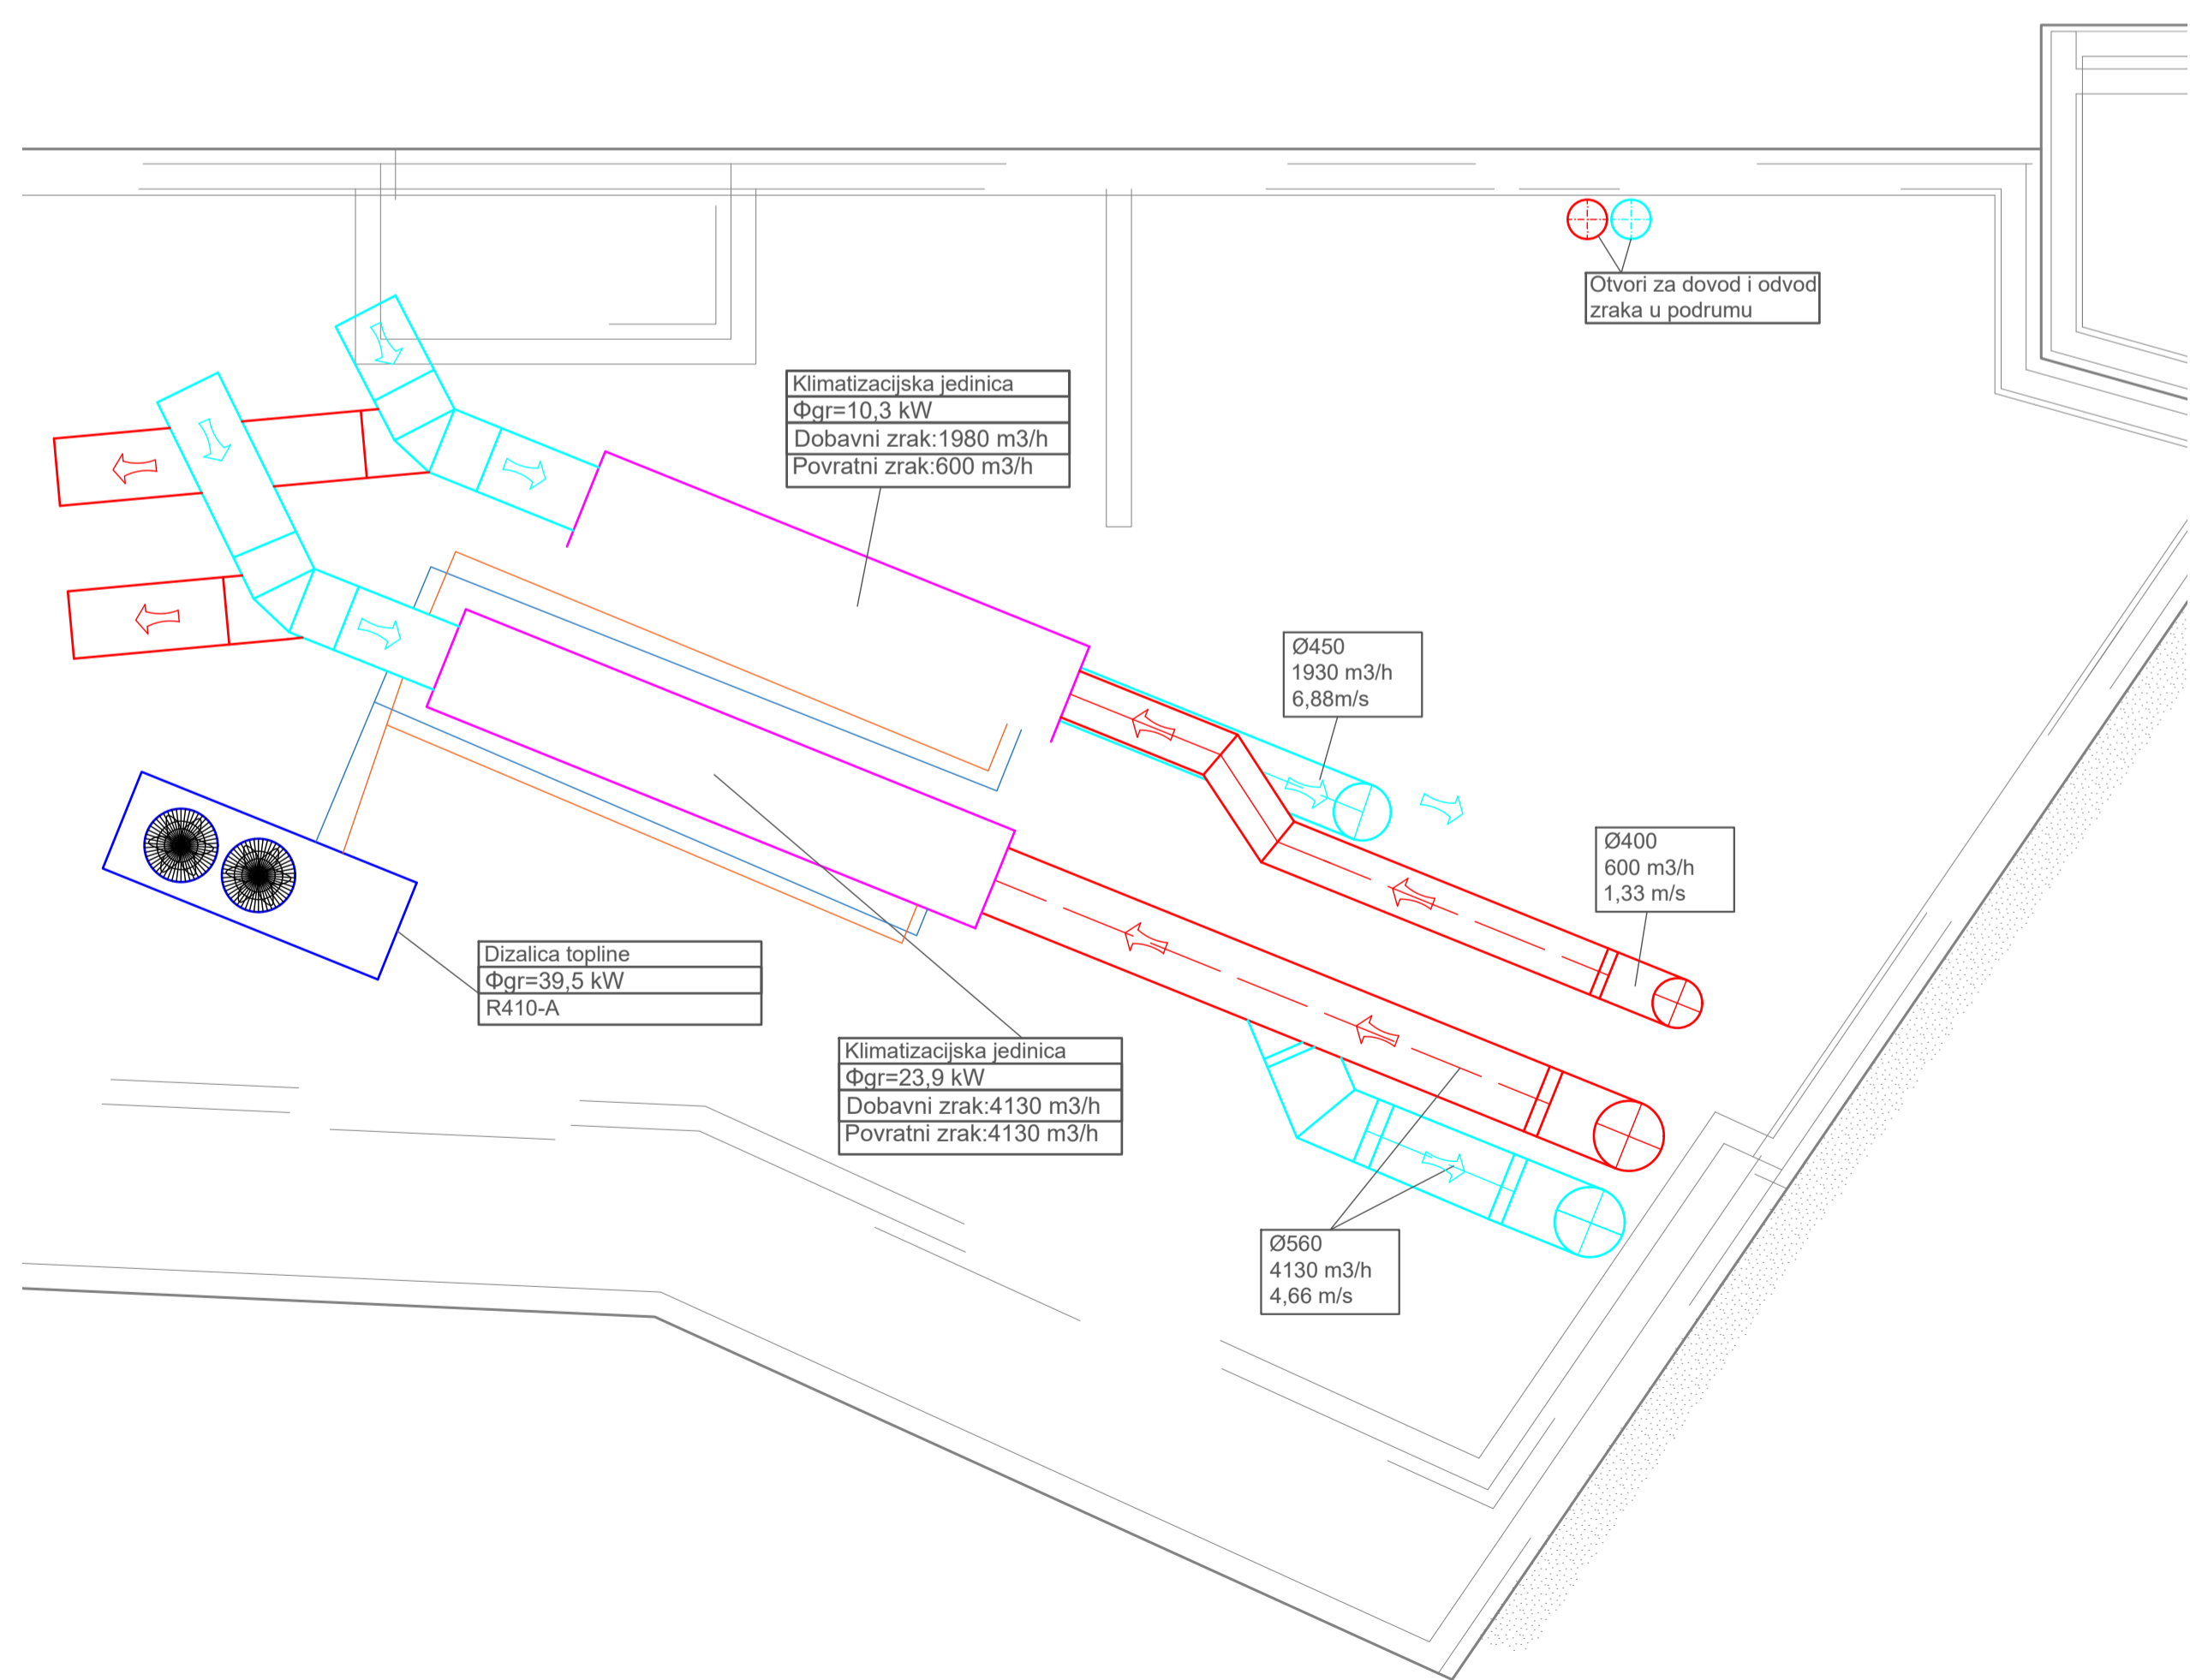 Otvori za dovod i odvod
zraka u podrumu
Klimatizacijska jedinica
Φgr=10,3 kW
Dobavni zrak:1980 m3/h
Povratni zrak:600 m3/h
Ø450
1930 m3/h
6,88m/s
Ø400
600 m3/h
1,33 m/s
Dizalica topline
Φgr=39,5 kW
R410-A
Klimatizacijska jedinica
Φgr=23,9 kW
Dobavni zrak:4130 m3/h
Povratni zrak:4130 m3/h
Ø560
4130 m3/h
4,66 m/s